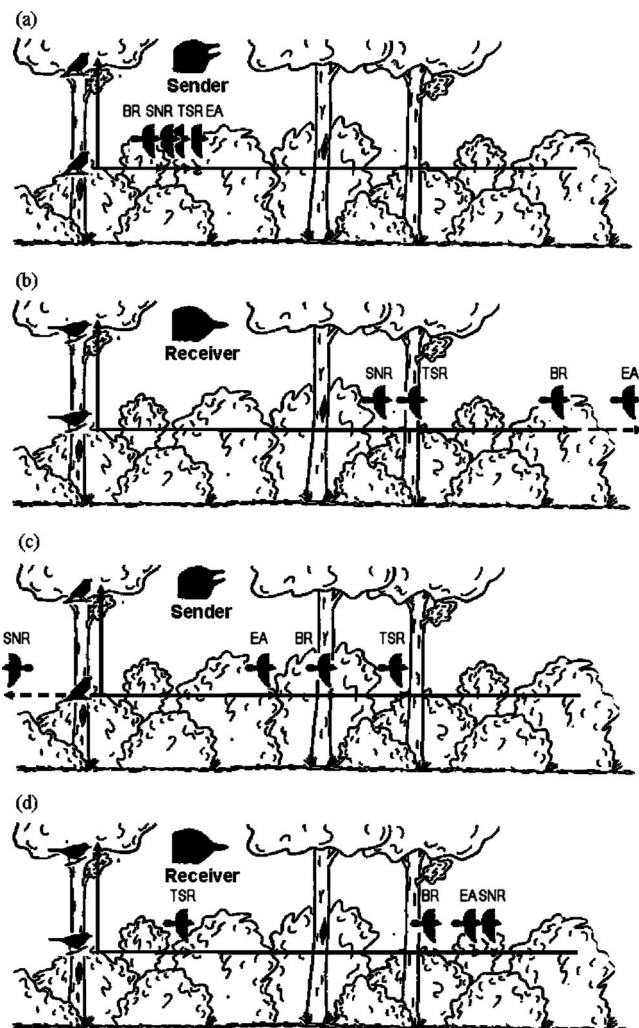 (a)
Sender
BR SNR TSR EA
(b)
Receiver
SNR TSR BR EA
(c)
Sender
SNR EA BR TSR
(d)
Receiver
TSR BR EA SNR